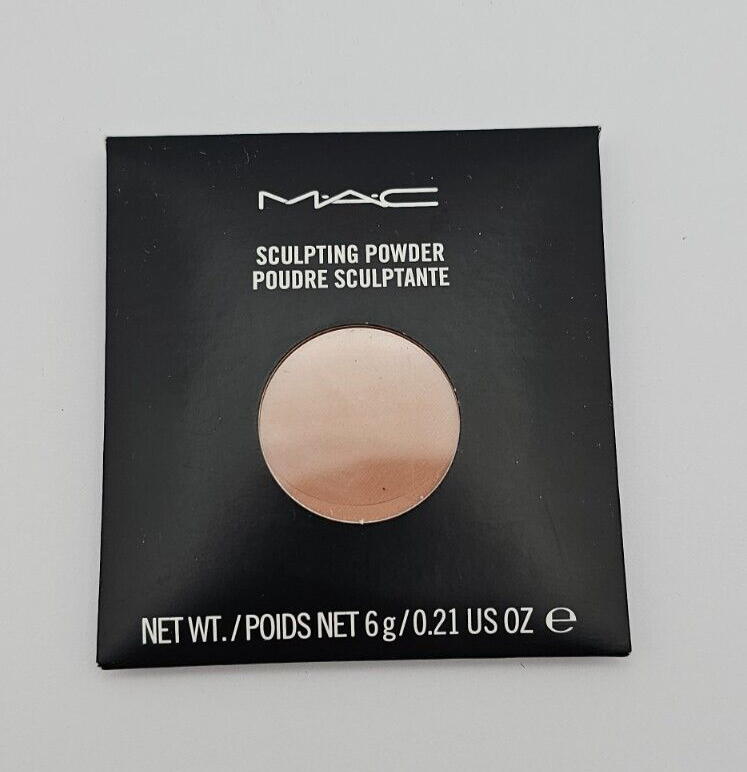 M·A·C
SCULPTING POWDER
POUDRE SCULPTANTE
NET WT./POIDS NET 6 g/0.21 US OZ ℮